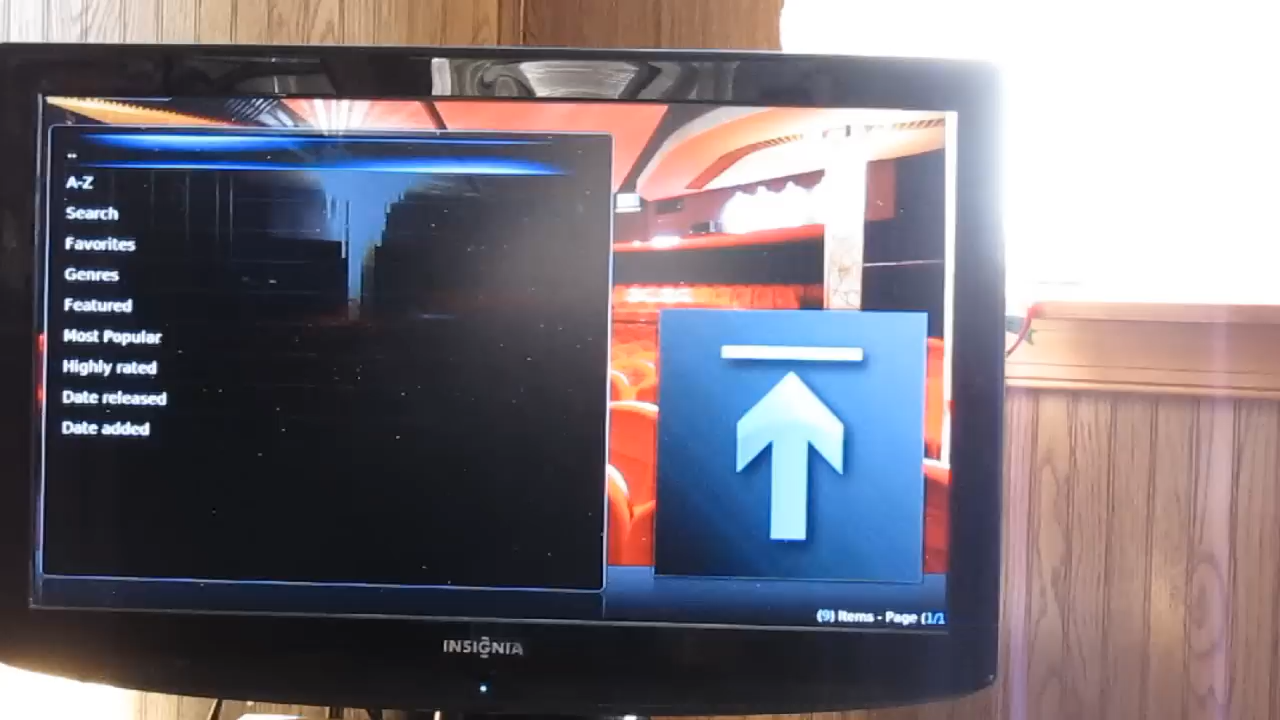 ..
A-Z
Search
Favorites
Genres
Featured
Most Popular
Highly rated
Date released
Date added
(9) Items - Page (1/1
INSIGNIA